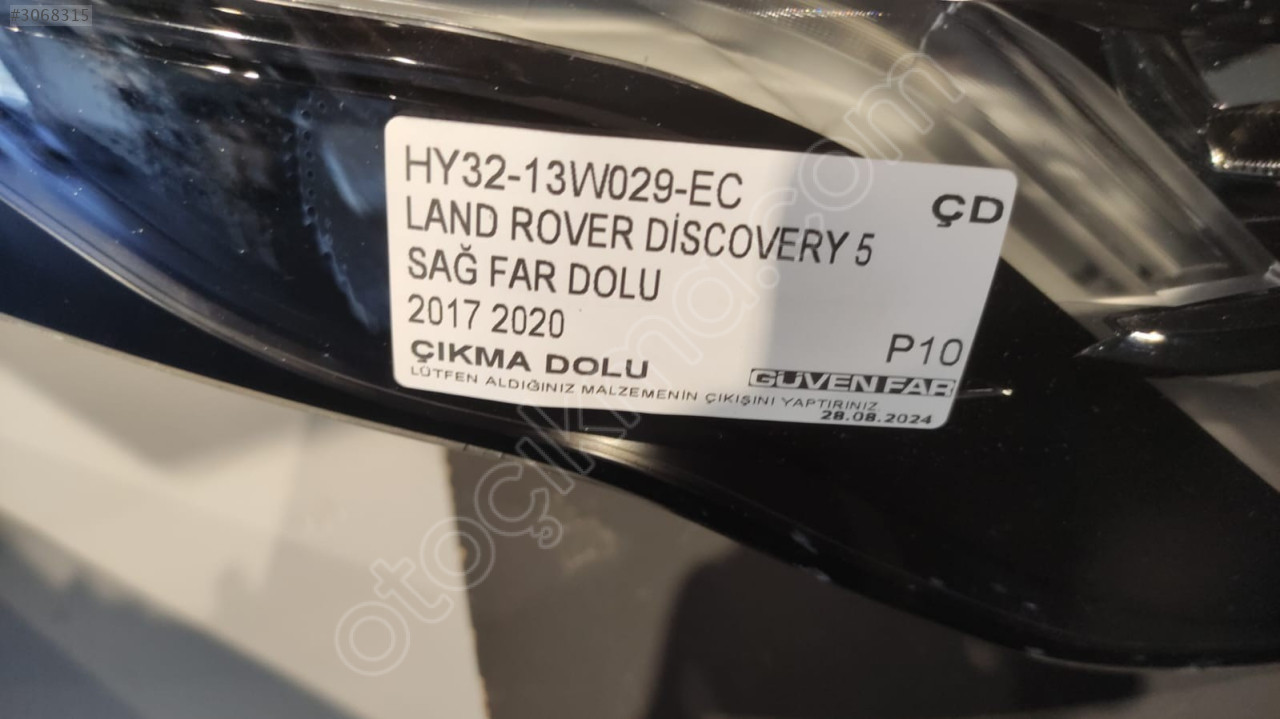 #3068315
HY32-13W029-EC
ÇD
LAND ROVER DİSCOVERY 5
SAĞ FAR DOLU
2017 2020
P10
ÇIKMA DOLU
GÜVEN FAR
LÜTFEN ALDIĞINIZ MALZEMENİN ÇIKIŞINI YAPTIRINIZ
28.08.2024
otoçıkma.com